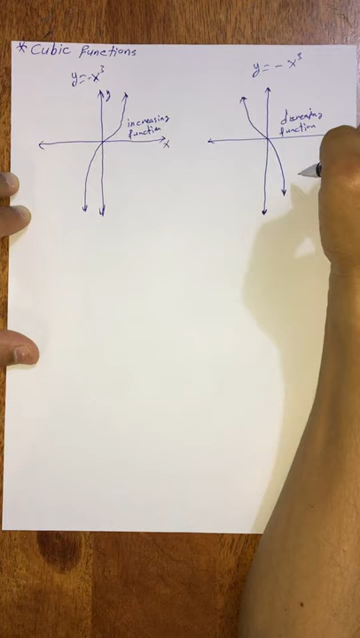 * Cubic Functions
y=-x³
y = - x³
y
increasing
function
decreasing
function
x